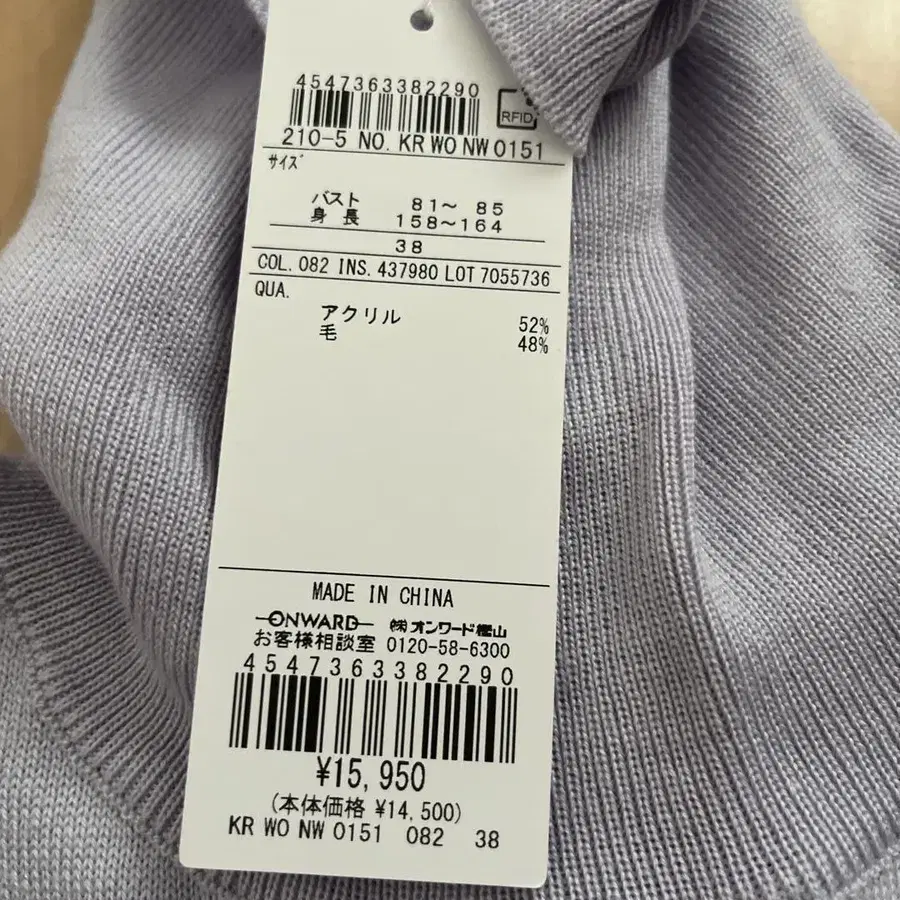 4547363382290
RFID
210-5 NO. KR WO NW 0151
サイズ
バスト 81～ 85
身長 158～164
38
COL. 082 INS. 437980 LOT 7055736
QUA.
アクリル 52%
毛 48%
MADE IN CHINA
ONWARD ㈱オンワード樫山
お客様相談室 0120-58-6300
4547363382290
¥15,950
(本体価格 ¥14,500)
KR WO NW 0151 082 38